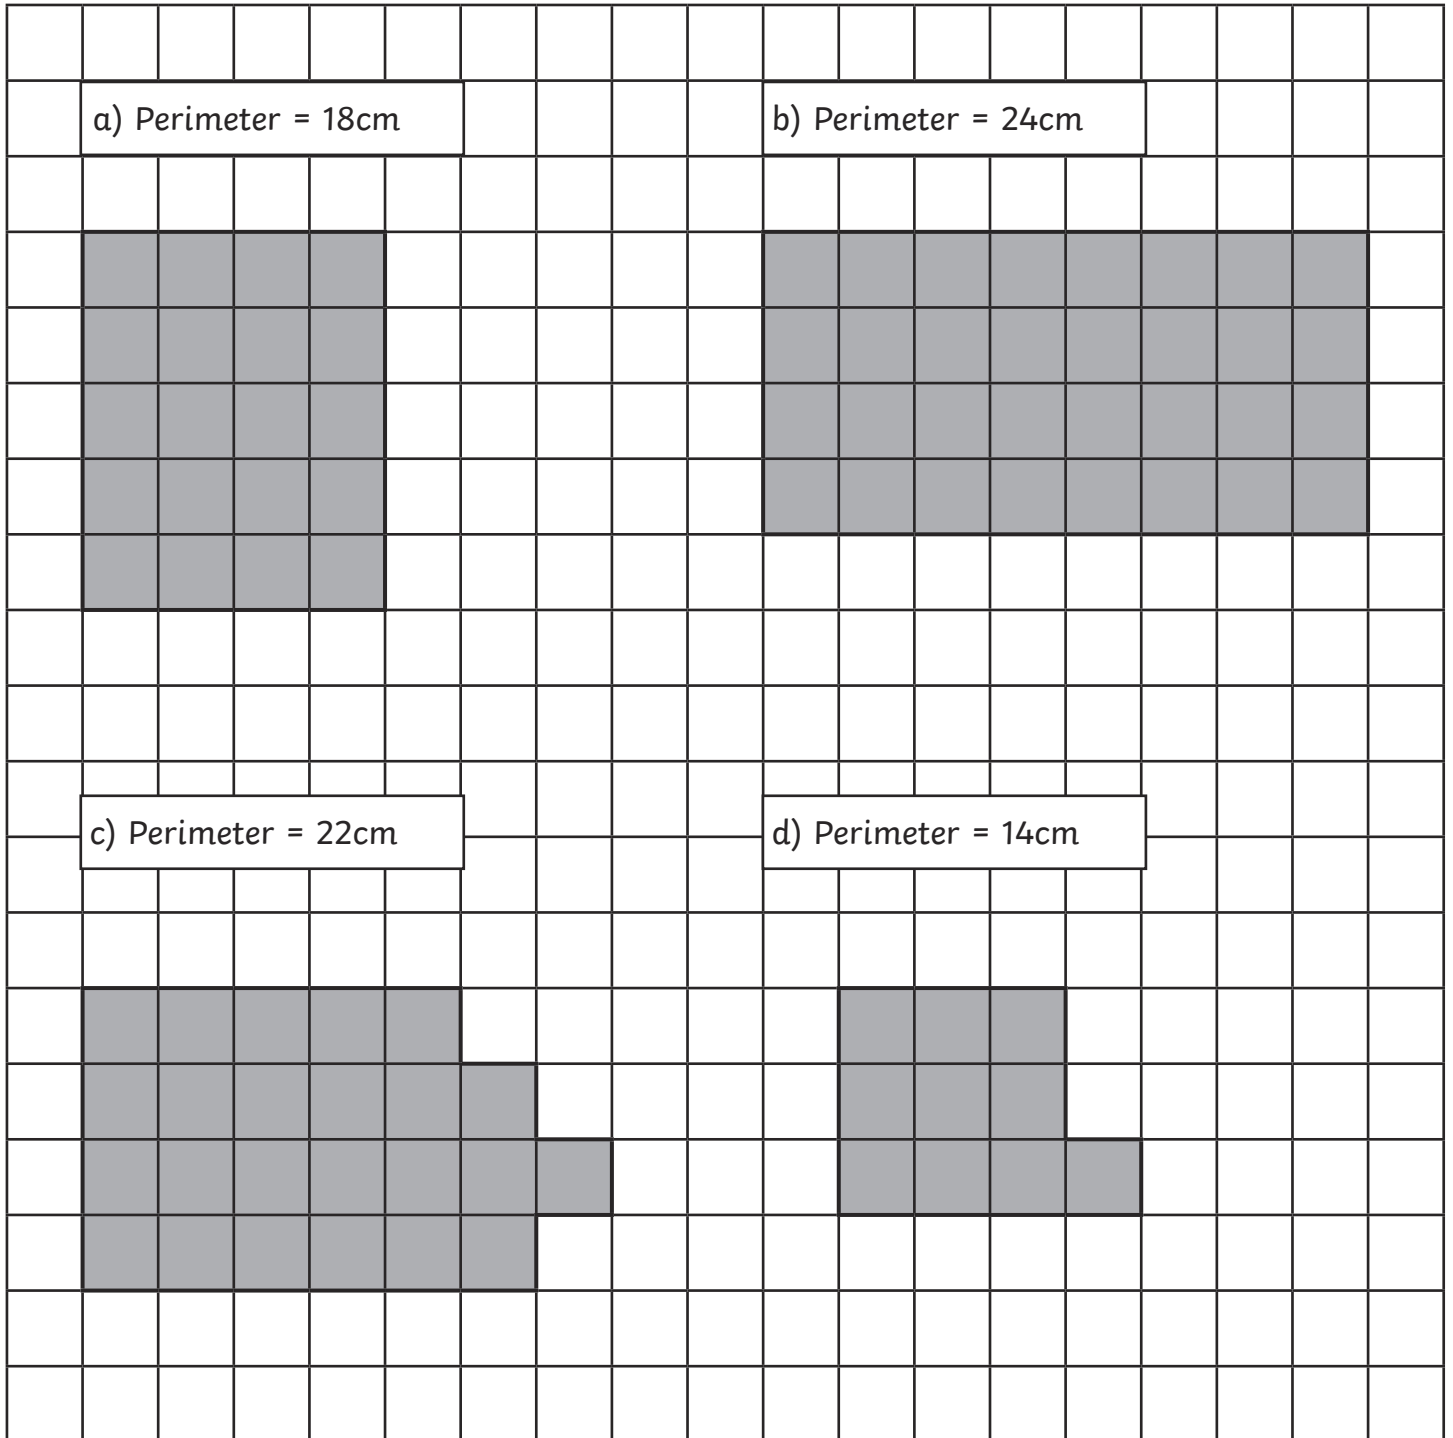 a) Perimeter = 18cm
b) Perimeter = 24cm
c) Perimeter = 22cm
d) Perimeter = 14cm